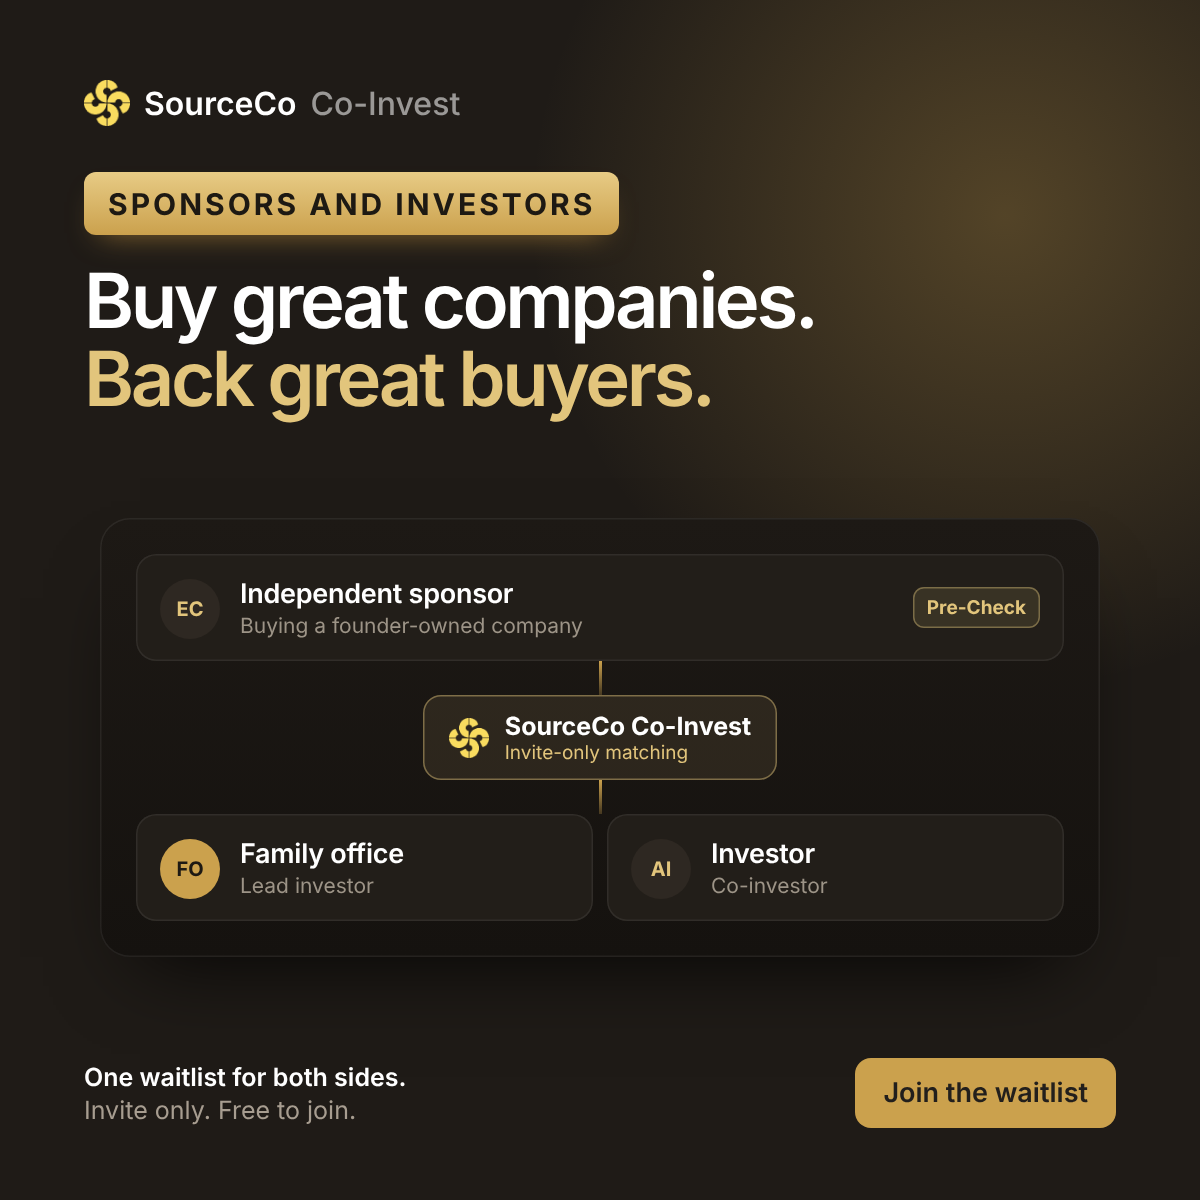 SourceCo Co-Invest
SPONSORS AND INVESTORS
Buy great companies.
Back great buyers.
EC
Independent sponsor
Buying a founder-owned company
Pre-Check
SourceCo Co-Invest
Invite-only matching
FO
Family office
Lead investor
AI
Investor
Co-investor
One waitlist for both sides.
Invite only. Free to join.
Join the waitlist